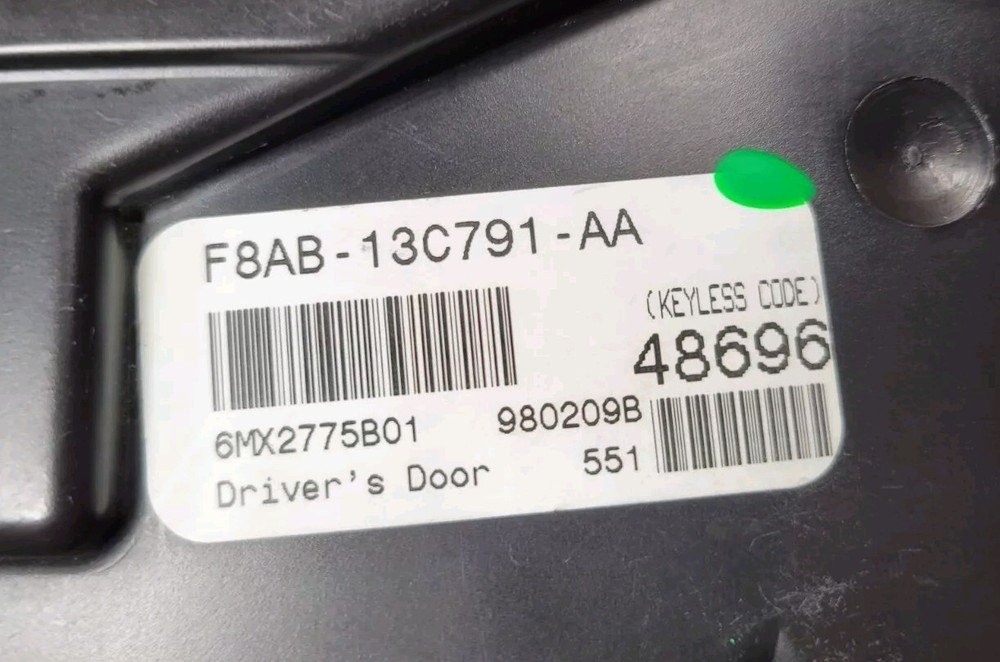 F8AB-13C791-AA
(KEYLESS CODE)
48696
6MX2775B01
980209B
Driver's Door
551